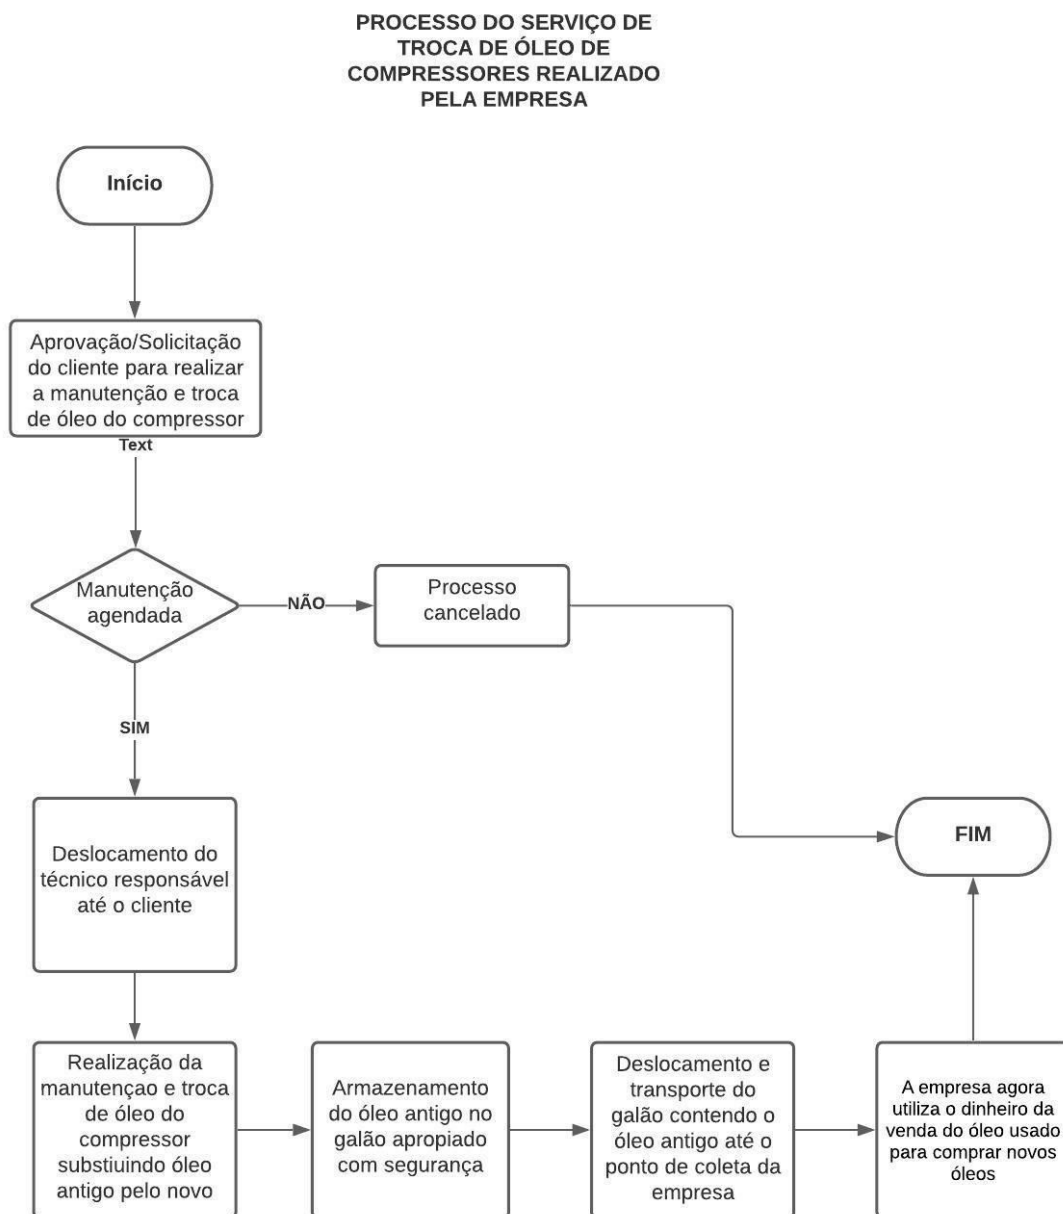 PROCESSO DO SERVIÇO DE
TROCA DE ÓLEO DE
COMPRESSORES REALIZADO
PELA EMPRESA
Início
Aprovação/Solicitação
do cliente para realizar
a manutenção e troca
de óleo do compressor
Text
Manutenção
agendada
NÃO
Processo
cancelado
SIM
Deslocamento do
técnico responsável
até o cliente
FIM
Realização da
manutençao e troca
de óleo do
compressor
substiuindo óleo
antigo pelo novo
Armazenamento
do óleo antigo no
galão apropiado
com segurança
Deslocamento e
transporte do
galão contendo o
óleo antigo até o
ponto de coleta da
empresa
A empresa agora
utiliza o dinheiro da
venda do óleo usado
para comprar novos
óleos